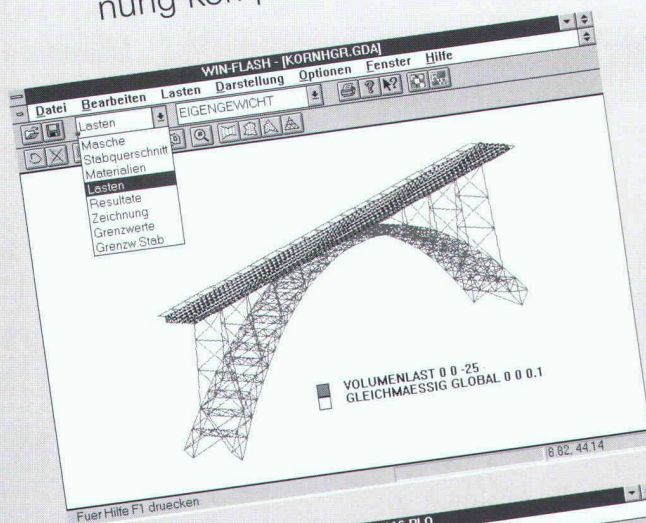 nung
WIN-FLASH - [KORNHGR.GDA]
Datei Bearbeiten Lasten Darstellung Optionen Fenster Hilfe
Lasten EIGENGEWICHT
Masche
Stabquerschnitt
Materialien
Lasten
Resultate
Zeichnung
Grenzwerte
Grenzw Stab
VOLUMENLAST 0 0 -25
GLEICHMAESSIG GLOBAL 0 0 0.1
8.82, 44.14
Fuer Hilfe F1 druecken